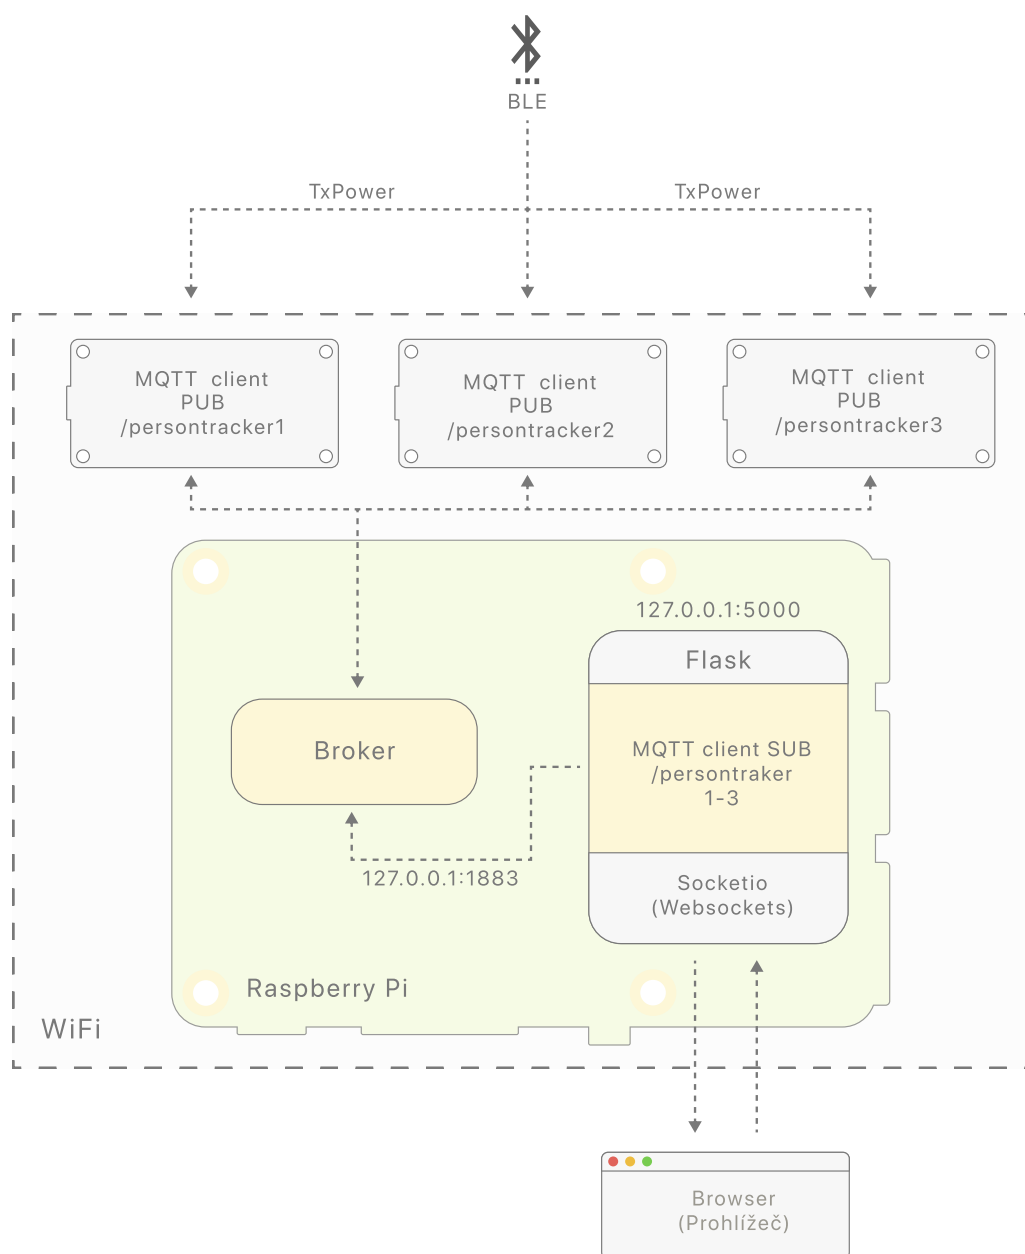 BLE
TxPower
TxPower
MQTT client
PUB
/persontracker1
MQTT client
PUB
/persontracker2
MQTT client
PUB
/persontracker3
127.0.0.1:5000
Flask
Broker
MQTT client SUB
/persontraker
1-3
127.0.0.1:1883
Socketio
(Websockets)
Raspberry Pi
WiFi
Browser
(Prohlížeč)